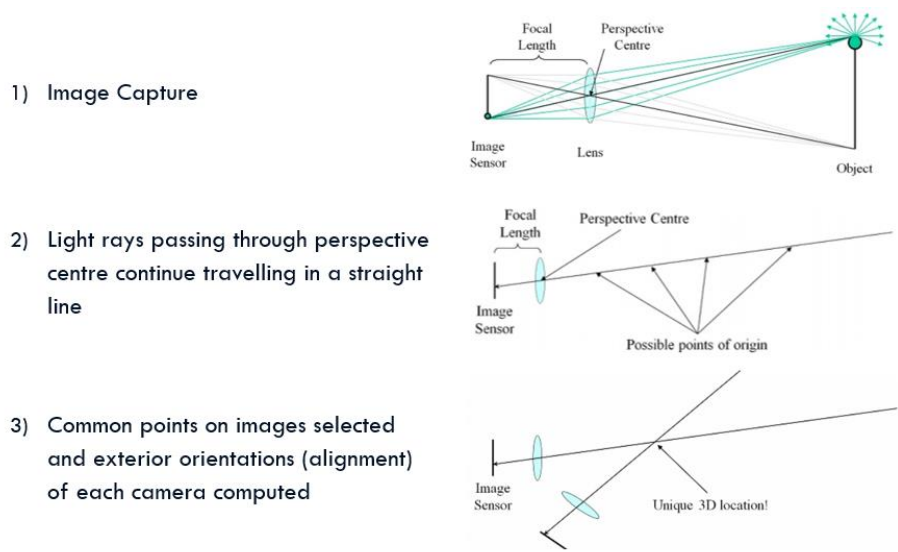 1) Image Capture
Focal
Length
Perspective
Centre
Image
Sensor
Lens
Object
2) Light rays passing through perspective
centre continue travelling in a straight
line
Focal
Length
Perspective Centre
Image
Sensor
Possible points of origin
3) Common points on images selected
and exterior orientations (alignment)
of each camera computed
Image
Sensor
Unique 3D location!